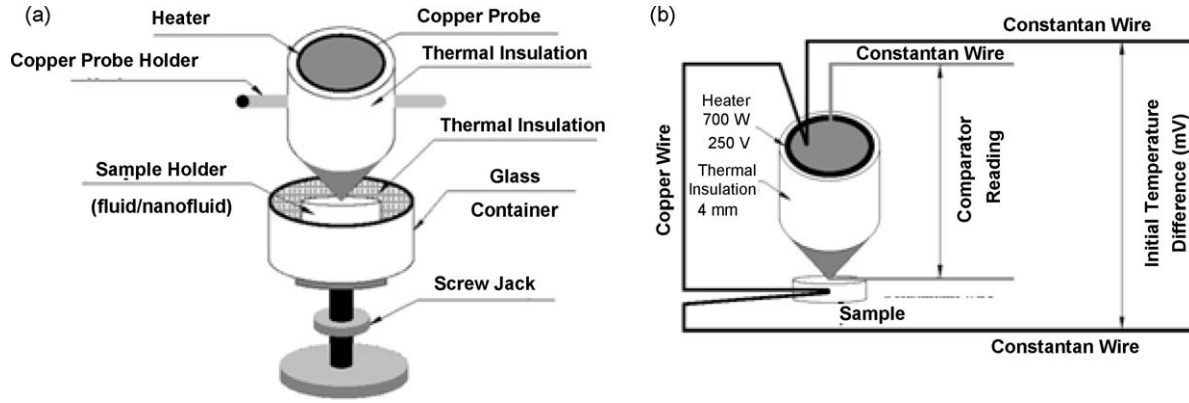 (a)
Heater
Copper Probe
Copper Probe Holder
Thermal Insulation
Thermal Insulation
Sample Holder
(fluid/nanofluid)
Glass
Container
Screw Jack
(b)
Constantan Wire
Constantan Wire
Heater
700 W
250 V
Thermal
Insulation
4 mm
Copper Wire
Comparator
Reading
Initial Temperature
Difference (mV)
Sample
Constantan Wire